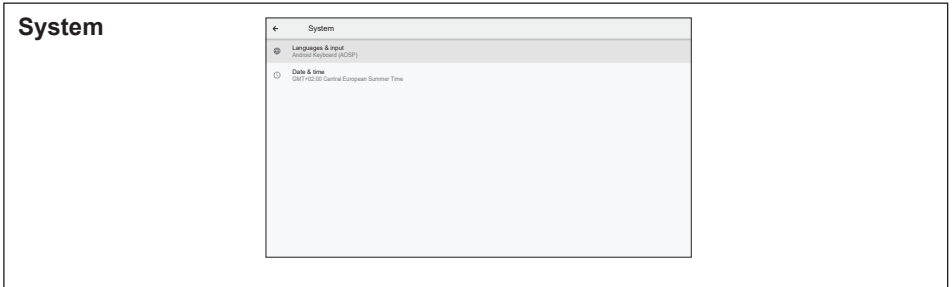 System
System
Languages & input
Android Keyboard (AOSP)
Date & time
GMT+02:00 Central European Summer Time